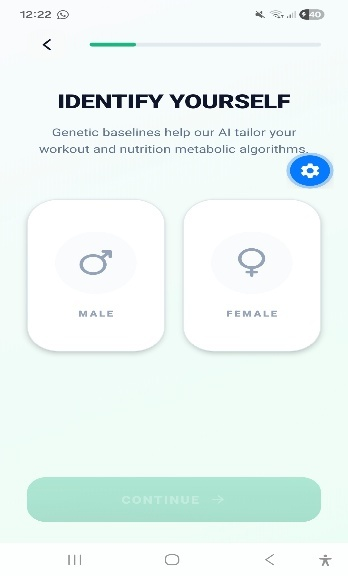 12:22
40
IDENTIFY YOURSELF
Genetic baselines help our AI tailor your
workout and nutrition metabolic algorithms.
MALE
FEMALE
CONTINUE →